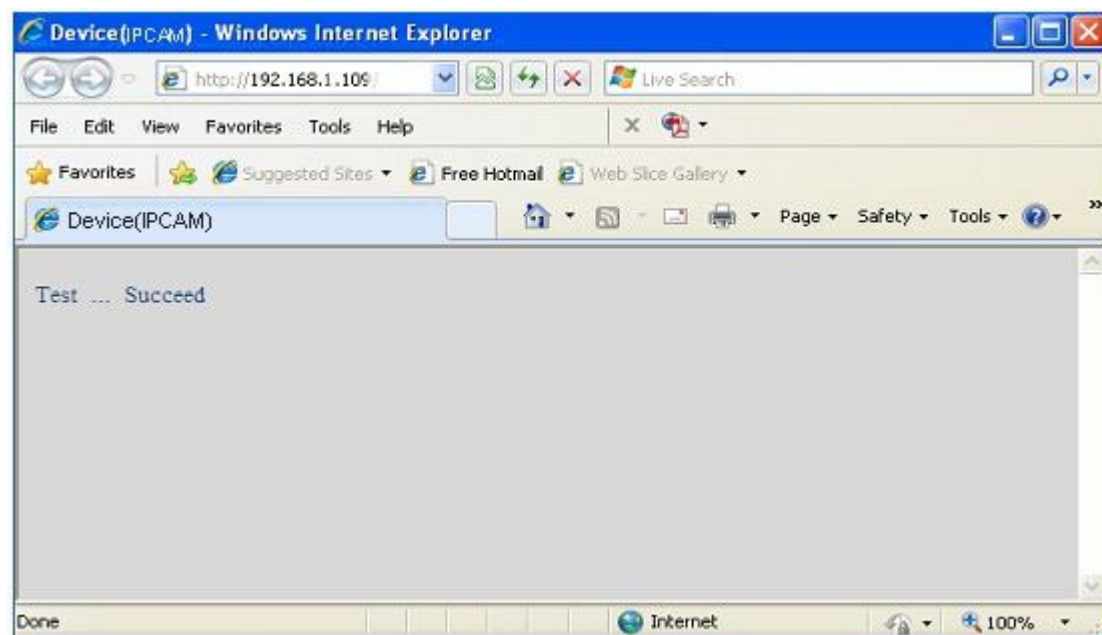 Device(IPCAM) - Windows Internet Explorer
http://192.168.1.109/ Live Search
File Edit View Favorites Tools Help
Favorites Suggested Sites Free Hotmail Web Slice Gallery
Device(IPCAM) Page Safety Tools
Test ... Succeed
Done Internet 100%